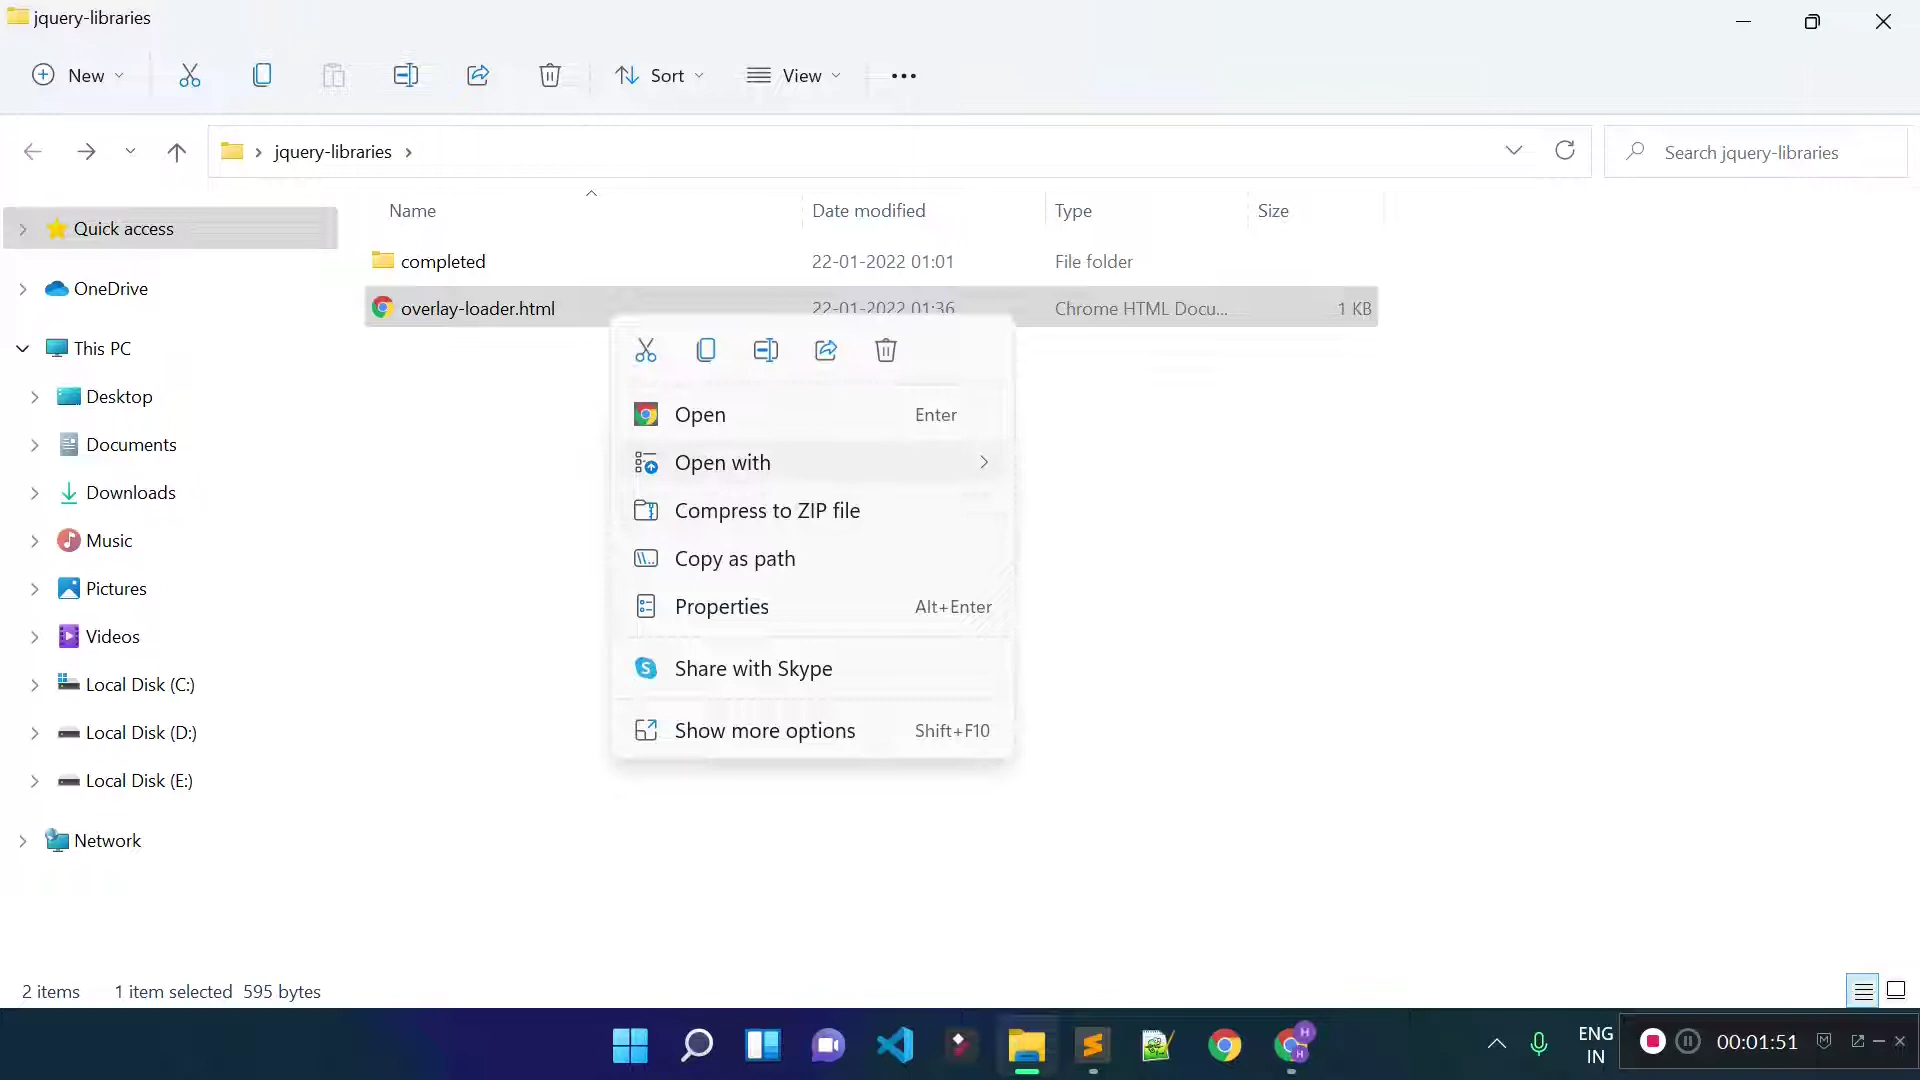 jquery-libraries
New
Sort
View
jquery-libraries
Search jquery-libraries
Name Date modified Type Size
Quick access
completed 22-01-2022 01:01 File folder
OneDrive
overlay-loader.html 22-01-2022 01:36 Chrome HTML Docu... 1 KB
This PC
Desktop
Documents
Downloads
Music
Pictures
Videos
Local Disk (C:)
Local Disk (D:)
Local Disk (E:)
Network
Open Enter
Open with
Compress to ZIP file
Copy as path
Properties Alt+Enter
Share with Skype
Show more options Shift+F10
2 items 1 item selected 595 bytes
H
H
ENG
IN
00:01:51